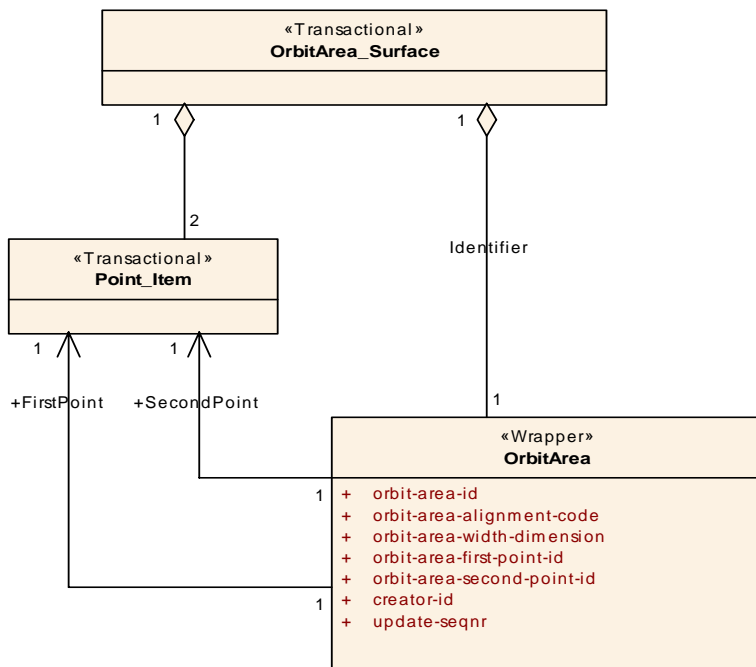 «Transactional»
OrbitArea_Surface
1
1
2
«Transactional»
Point_Item
Identifier
1
1
+FirstPoint
+SecondPoint
1
«Wrapper»
OrbitArea
1
+ orbit-area-id
+ orbit-area-alignment-code
+ orbit-area-width-dimension
+ orbit-area-first-point-id
+ orbit-area-second-point-id
1
+ creator-id
+ update-seqnr